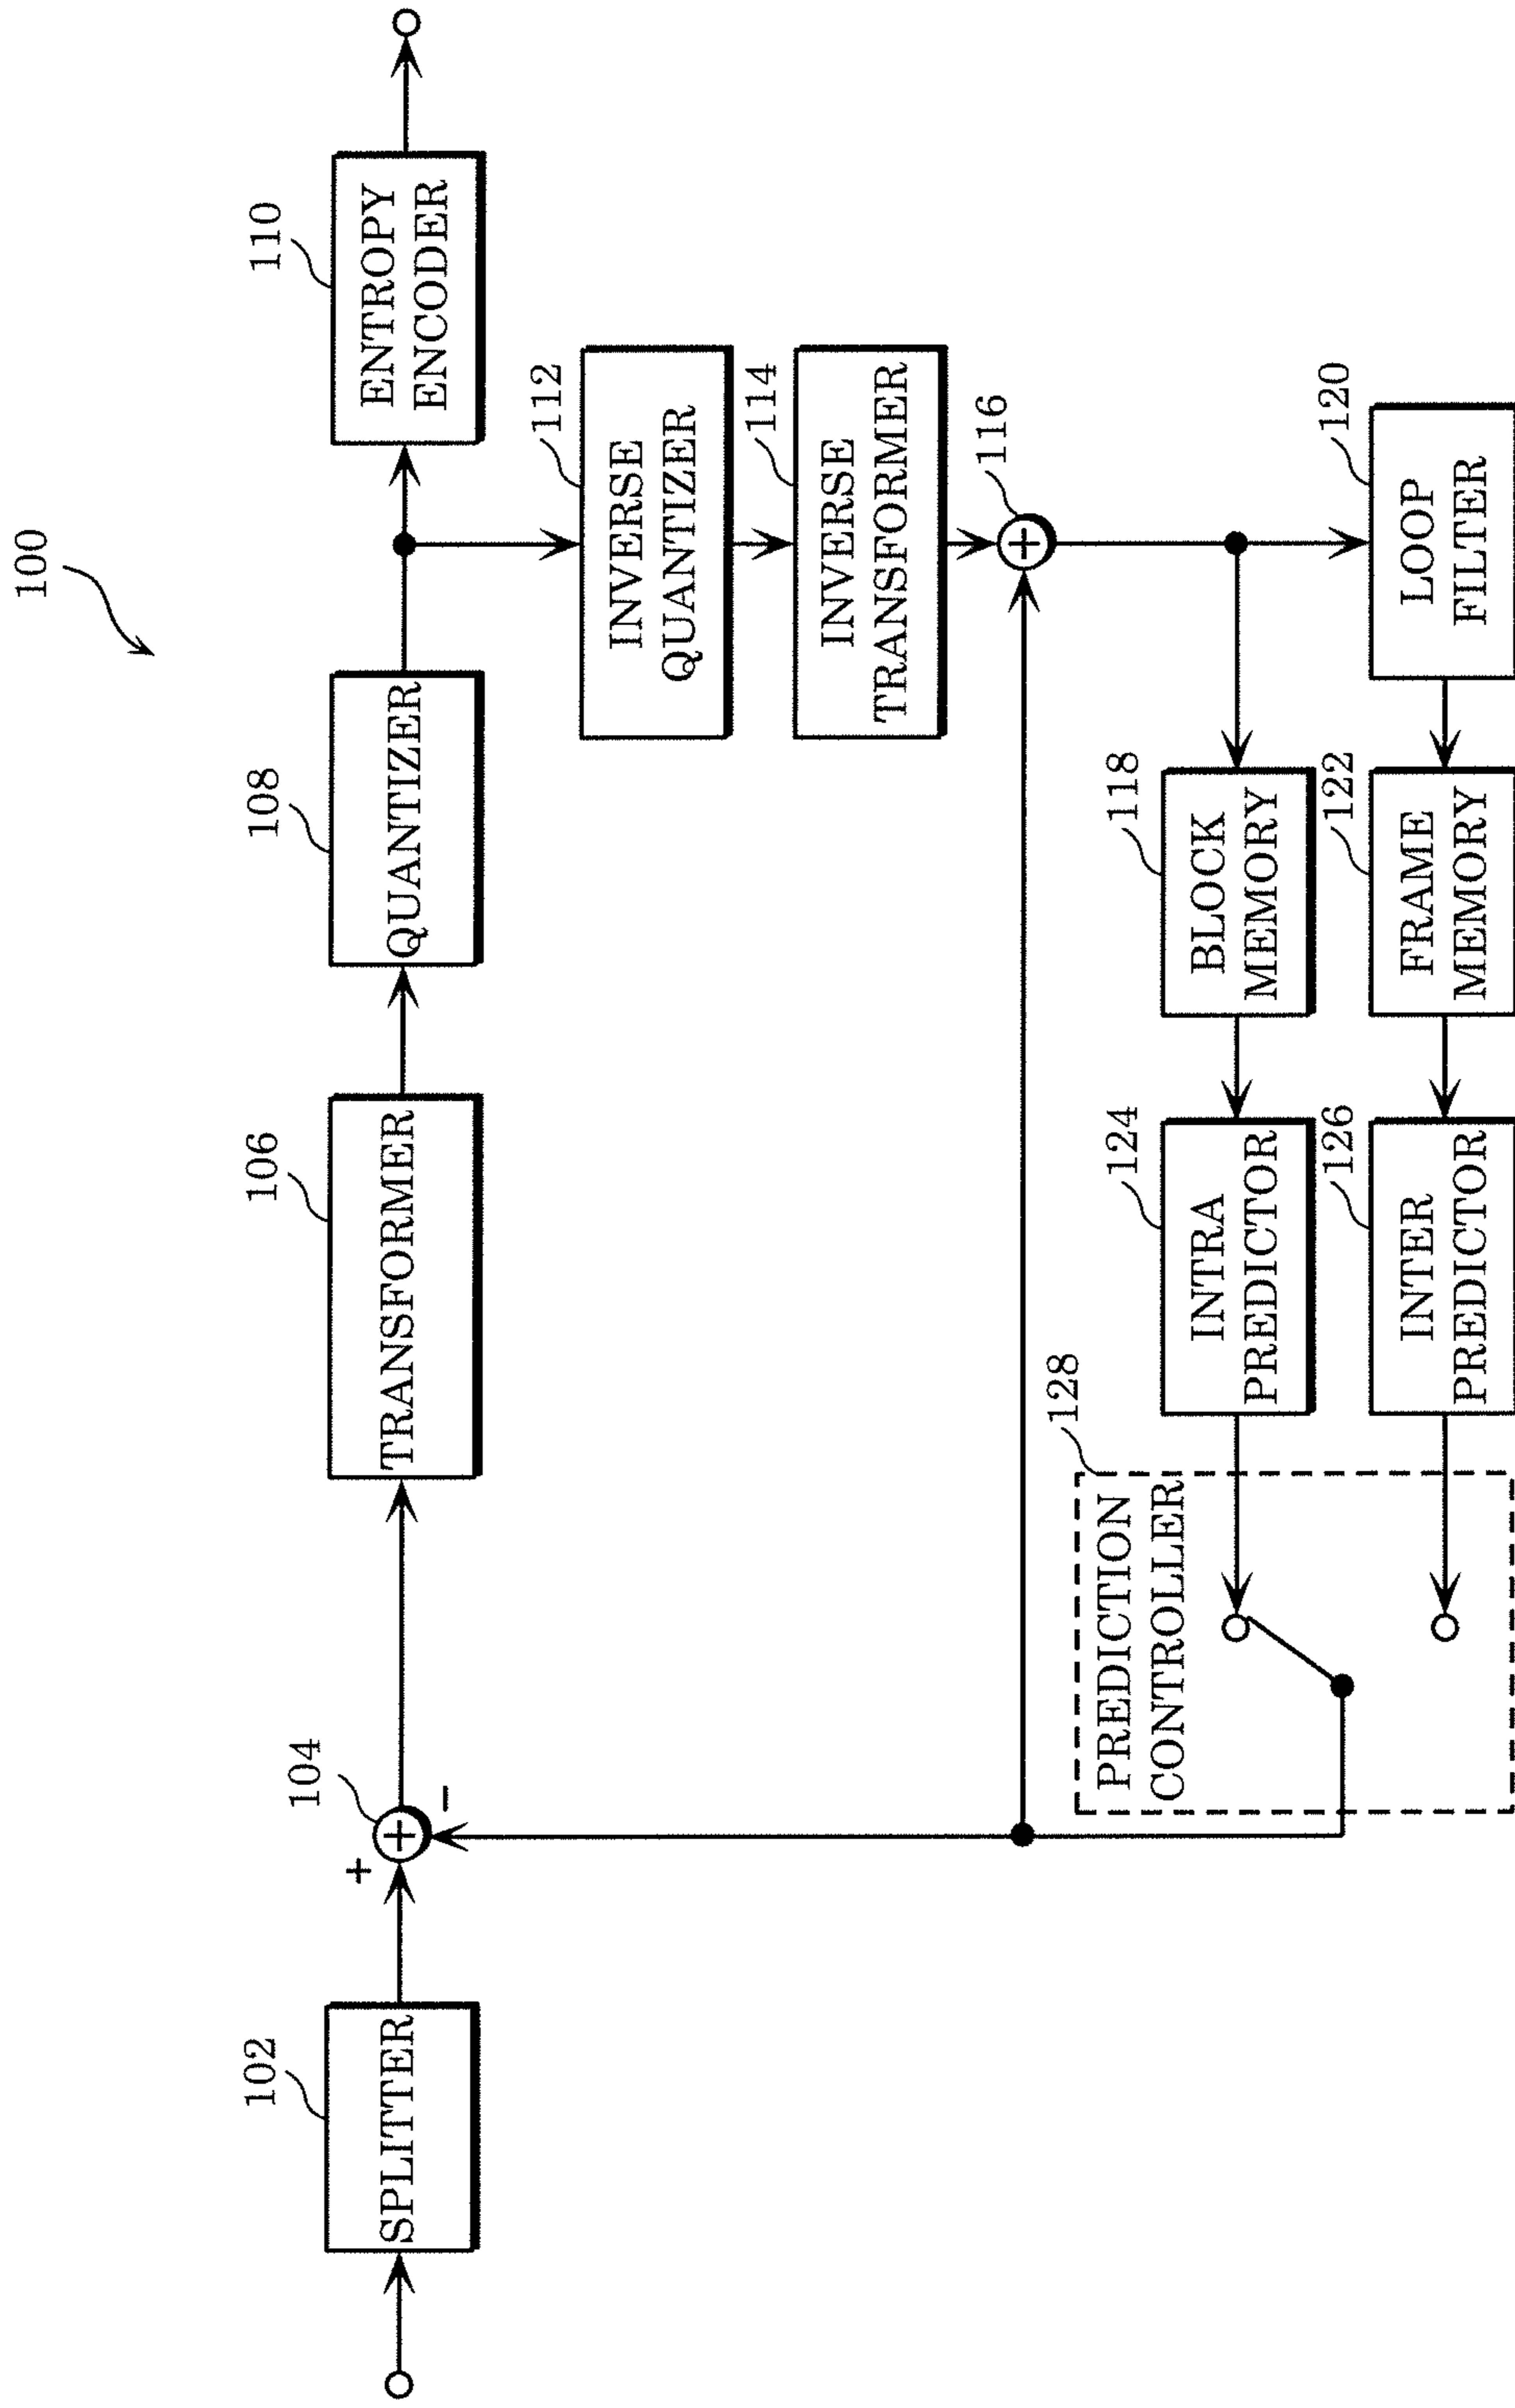 100
102
SPLITTER
+
104
−
106
TRANSFORMER
108
QUANTIZER
110
ENTROPY
ENCODER
112
INVERSE
QUANTIZER
114
INVERSE
TRANSFORMER
116
128
PREDICTION
CONTROLLER
124
INTRA
PREDICTOR
118
BLOCK
MEMORY
126
INTER
PREDICTOR
122
FRAME
MEMORY
120
LOOP
FILTER